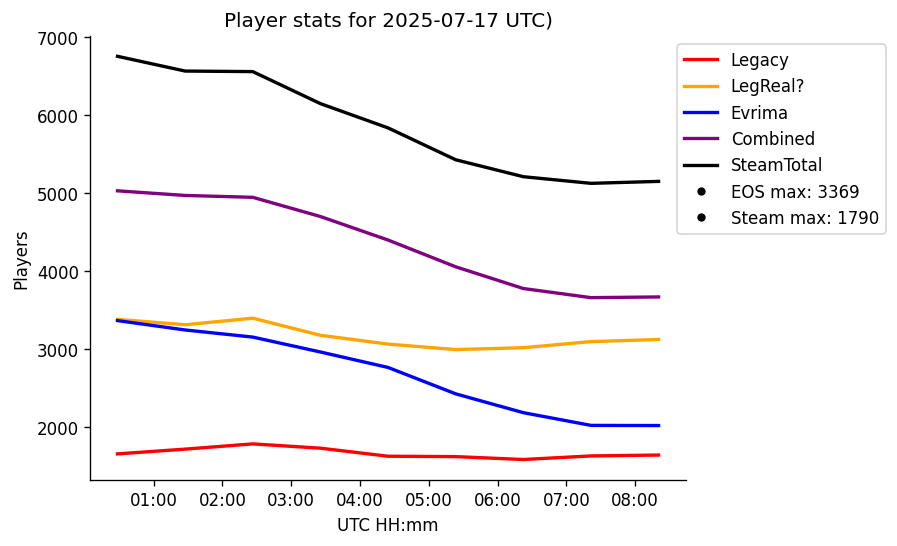 Player stats for 2025-07-17 UTC)
7000
6000
5000
4000
3000
2000
Players
01:00 02:00 03:00 04:00 05:00 06:00 07:00 08:00
UTC HH:mm
Legacy
LegReal?
Evrima
Combined
SteamTotal
EOS max: 3369
Steam max: 1790